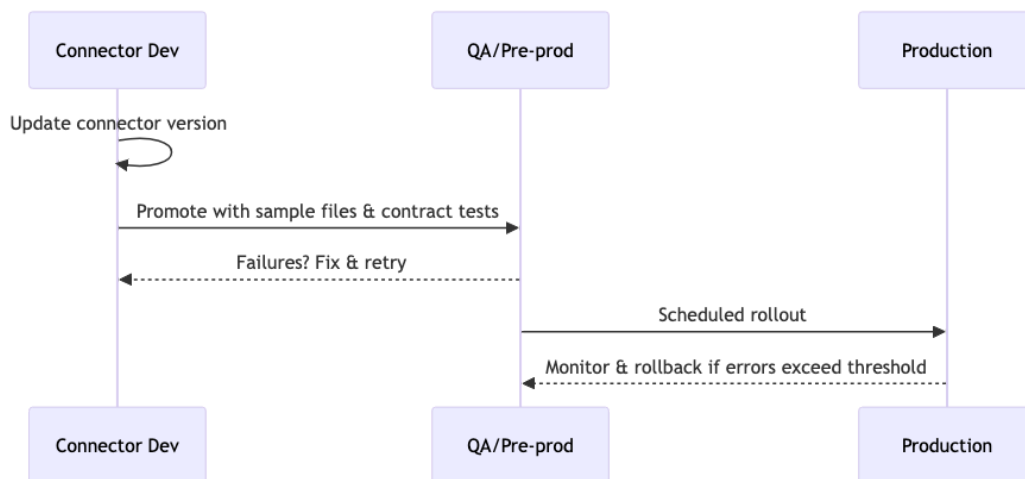 Connector Dev
QA/Pre-prod
Production
Update connector version
Promote with sample files & contract tests
Failures? Fix & retry
Scheduled rollout
Monitor & rollback if errors exceed threshold
Connector Dev
QA/Pre-prod
Production